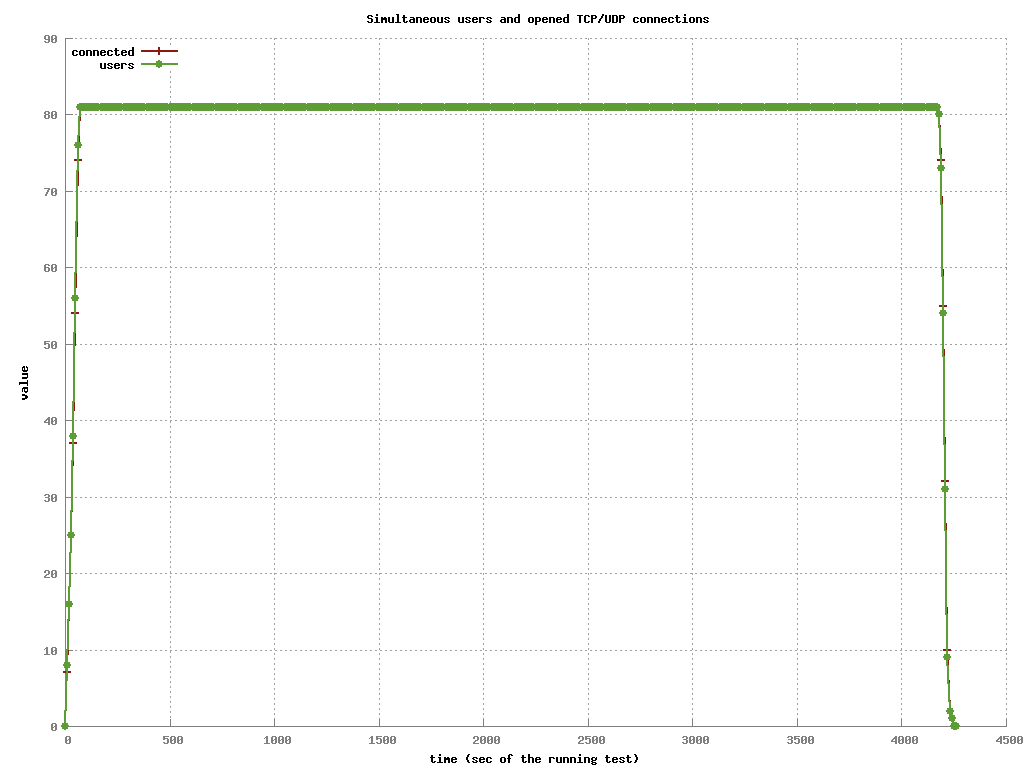 Simultaneous users and opened TCP/UDP connections
90
connected
users
80
70
60
50
value
40
30
20
10
0
0 500 1000 1500 2000 2500 3000 3500 4000 4500
time (sec of the running test)